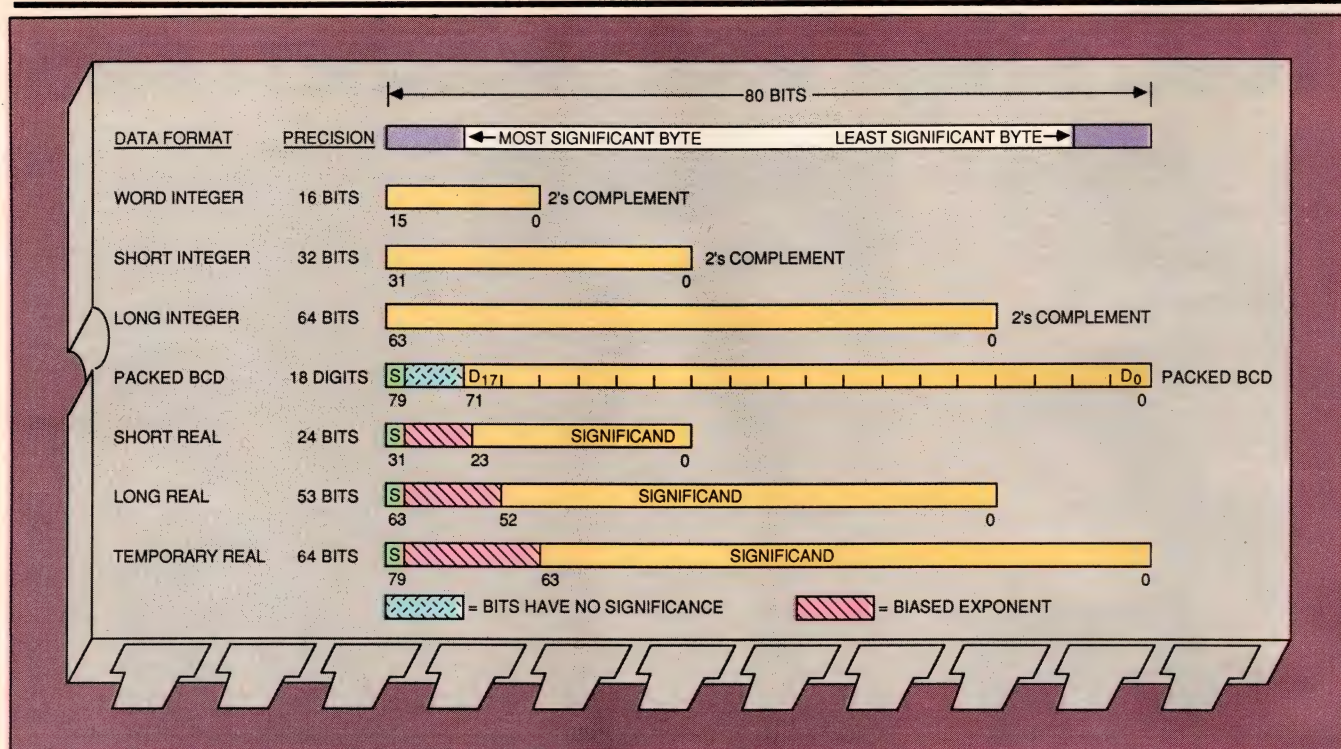 80 BITS
DATA FORMAT PRECISION MOST SIGNIFICANT BYTE LEAST SIGNIFICANT BYTE
WORD INTEGER 16 BITS 2's COMPLEMENT
15 0
SHORT INTEGER 32 BITS 2's COMPLEMENT
31 0
LONG INTEGER 64 BITS 2's COMPLEMENT
63 0
PACKED BCD 18 DIGITS S D17 D0 PACKED BCD
79 71 0
SHORT REAL 24 BITS S SIGNIFICAND
31 23 0
LONG REAL 53 BITS S SIGNIFICAND
63 52 0
TEMPORARY REAL 64 BITS S SIGNIFICAND
79 63 0
= BITS HAVE NO SIGNIFICANCE = BIASED EXPONENT